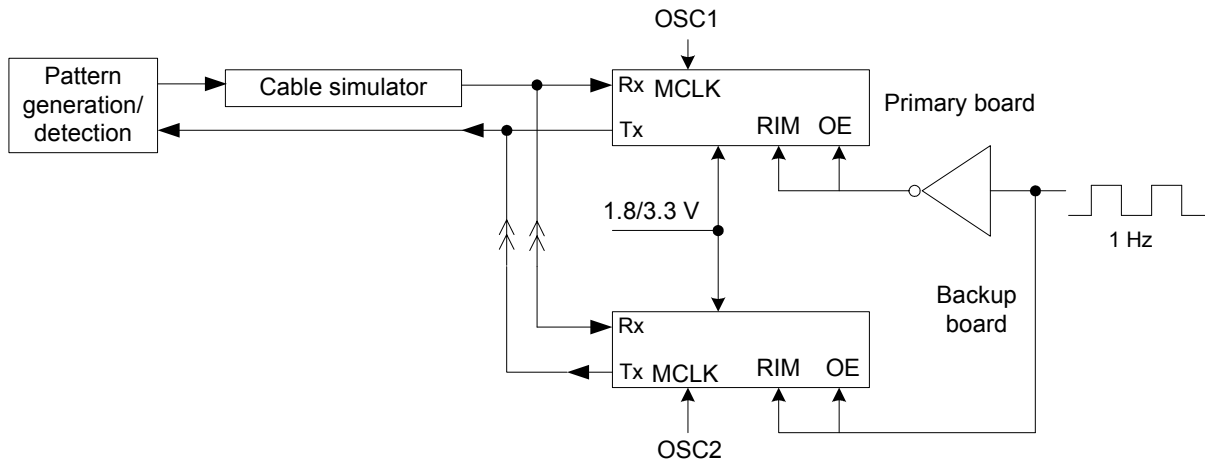 OSC1
Pattern
generation/
detection
Cable simulator
Rx
MCLK
Tx
RIM
OE
Primary board
1.8/3.3 V
1 Hz
Backup
board
Rx
Tx
MCLK
RIM
OE
OSC2